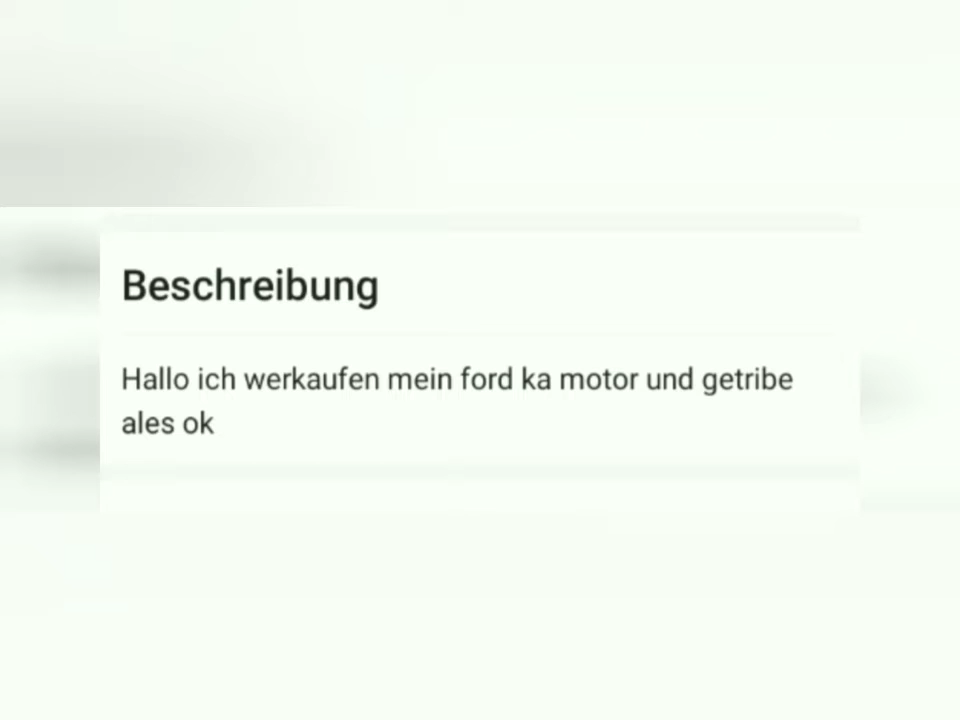 Beschreibung
Hallo ich werkaufen mein ford ka motor und getribe
ales ok